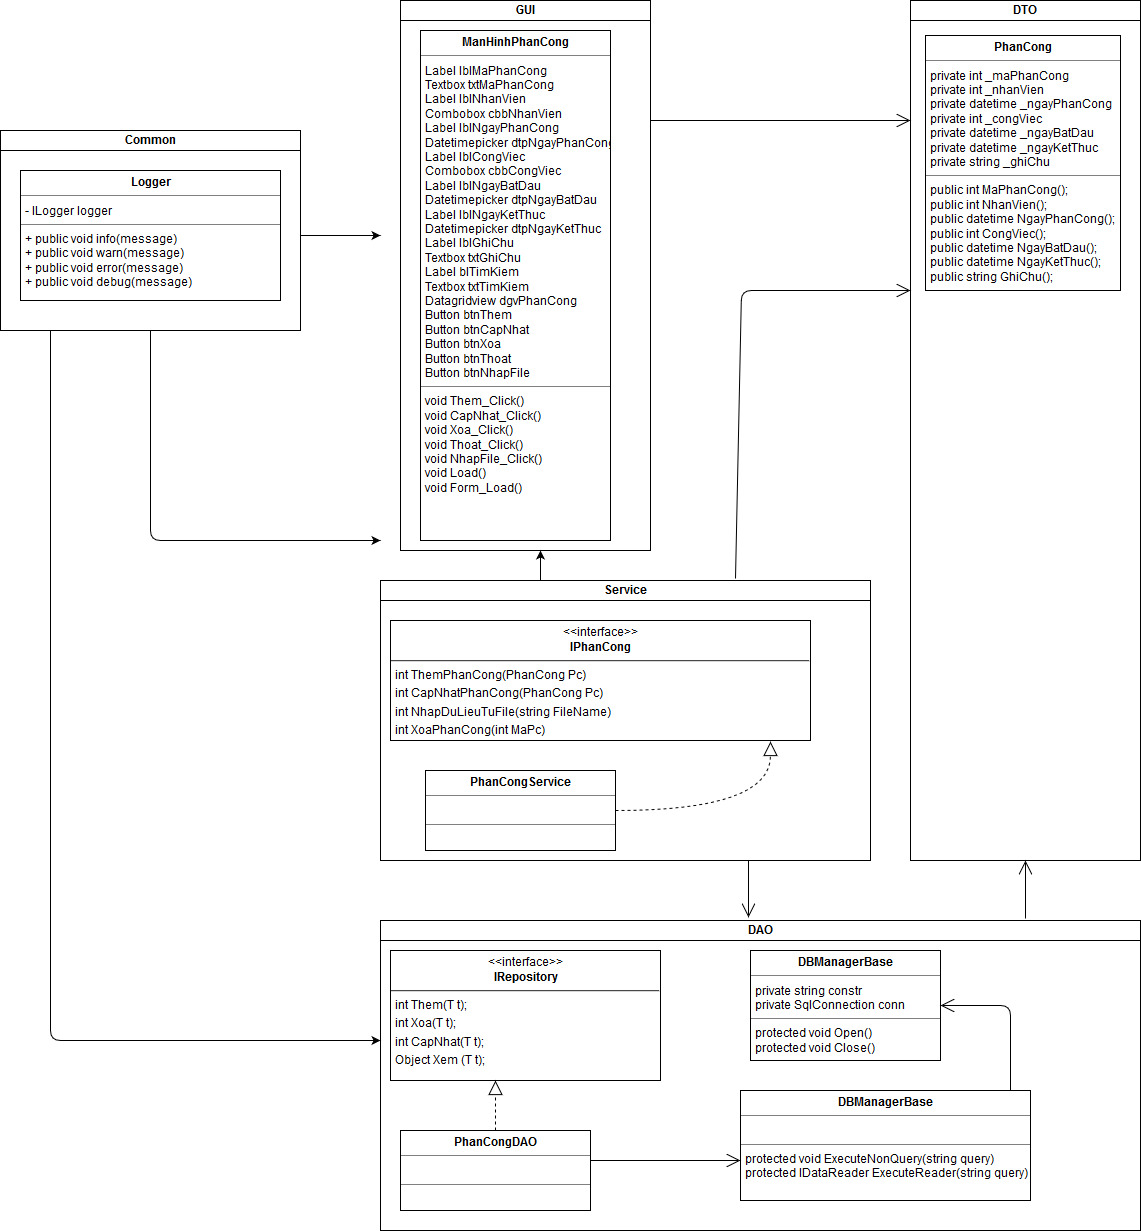 GUI
ManHinhPhanCong
Label lblMaPhanCong
Textbox txtMaPhanCong
Label lblNhanVien
Combobox cbbNhanVien
Label lblNgayPhanCong
Datetimepicker dtpNgayPhanCong
Label lblCongViec
Combobox cbbCongViec
Label lblNgayBatDau
Datetimepicker dtpNgayBatDau
Label lblNgayKetThuc
Datetimepicker dtpNgayKetThuc
Label lblGhiChu
Textbox txtGhiChu
Label blTimKiem
Textbox txtTimKiem
Datagridview dgvPhanCong
Button btnThem
Button btnCapNhat
Button btnXoa
Button btnThoat
Button btnNhapFile
void Them_Click()
void CapNhat_Click()
void Xoa_Click()
void Thoat_Click()
void NhapFile_Click()
void Load()
void Form_Load()
DTO
PhanCong
private int _maPhanCong
private int _nhanVien
private datetime _ngayPhanCong
private int _congViec
private datetime _ngayBatDau
private datetime _ngayKetThuc
private string _ghiChu
public int MaPhanCong();
public int NhanVien();
public datetime NgayPhanCong();
public int CongViec();
public datetime NgayBatDau();
public datetime NgayKetThuc();
public string GhiChu();
Common
Logger
- ILogger logger
+ public void info(message)
+ public void warn(message)
+ public void error(message)
+ public void debug(message)
Service
<<interface>>
IPhanCong
int ThemPhanCong(PhanCong Pc)
int CapNhatPhanCong(PhanCong Pc)
int NhapDuLieuTuFile(string FileName)
int XoaPhanCong(int MaPc)
PhanCongService
DAO
<<interface>>
IRepository
int Them(T t);
int Xoa(T t);
int CapNhat(T t);
Object Xem (T t);
PhanCongDAO
DBManagerBase
private string constr
private SqlConnection conn
protected void Open()
protected void Close()
DBManagerBase
protected void ExecuteNonQuery(string query)
protected IDataReader ExecuteReader(string query)